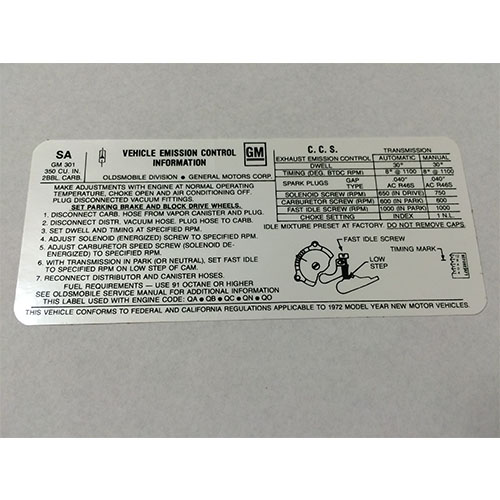 SA
GM 301
350 CU. IN.
2BBL CARB.
VEHICLE EMISSION CONTROL
INFORMATION
GM
OLDSMOBILE DIVISION ● GENERAL MOTORS CORP.
MAKE ADJUSTMENTS WITH ENGINE AT NORMAL OPERATING
TEMPERATURE, CHOKE OPEN AND AIR CONDITIONING OFF.
PLUG DISCONNECTED VACUUM FITTINGS.
SET PARKING BRAKE AND BLOCK DRIVE WHEELS.
1. DISCONNECT CARB. HOSE FROM VAPOR CANISTER AND PLUG.
2. DISCONNECT DISTRIBUTOR VACUUM HOSE AND PLUG HOSE TO CARB.
3. SET DWELL AND TIMING AT SPECIFIED RPM.
4. ADJUST SOLENOID (ENERGIZED) SCREW TO SPECIFIED RPM.
5. ADJUST CARBURETOR SPEED SCREW (SOLENOID DE-
ENERGIZED) TO SPECIFIED RPM.
6. WITH TRANSMISSION IN PARK (OR NEUTRAL), SET FAST IDLE
TO SPECIFIED RPM ON LOW STEP OF CAM.
7. RECONNECT DISTRIBUTOR AND CANISTER HOSES.
FUEL REQUIREMENTS — USE 91 OCTANE OR HIGHER
SEE OLDSMOBILE SERVICE MANUAL FOR ADDITIONAL INFORMATION
THIS LABEL USED WITH ENGINE CODE: QA ● QB ● QC ● QN ● QO
C. C. S. TRANSMISSION
EXHAUST EMISSION CONTROL AUTOMATIC MANUAL
DWELL 30° 30°
TIMING (DEG. BTDC RPM) 8° @ 1100 8° @ 1100
SPARK PLUGS GAP .040" .040"
TYPE AC R46S AC R46S
SOLENOID SCREW (RPM) 650 (IN DRIVE) 750
CARBURETOR SCREW (RPM) 600 (IN PARK) 600
FAST IDLE SCREW (RPM) 1000 (IN PARK) 1000
CHOKE SETTING INDEX 1 N.L.
IDLE MIXTURE PRESET AT FACTORY. DO NOT REMOVE CAPS.
FAST IDLE SCREW
LOW
STEP
TIMING MARK
THIS VEHICLE CONFORMS TO FEDERAL AND CALIFORNIA REGULATIONS APPLICABLE TO 1972 MODEL YEAR NEW MOTOR VEHICLES.